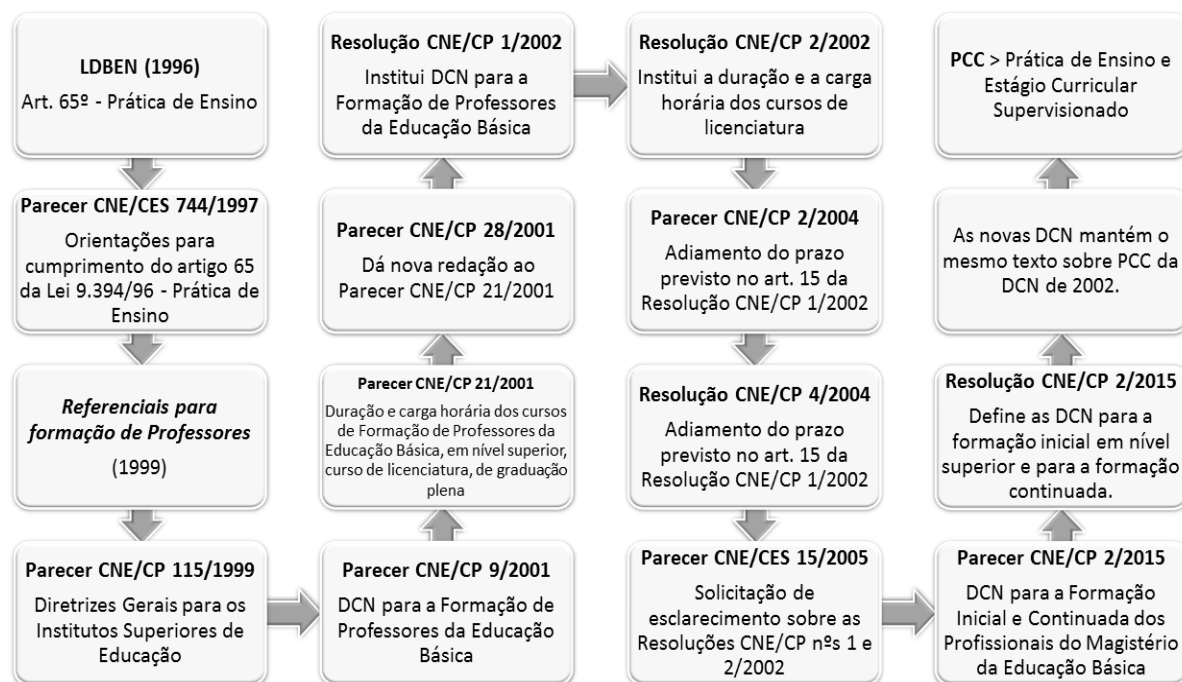 LDBEN (1996)
Art. 65º - Prática de Ensino
Parecer CNE/CES 744/1997
Orientações para
cumprimento do artigo 65
da Lei 9.394/96 - Prática de
Ensino
Referenciais para
formação de Professores
(1999)
Parecer CNE/CP 115/1999
Diretrizes Gerais para os
Institutos Superiores de
Educação
Parecer CNE/CP 9/2001
DCN para a Formação de
Professores da Educação
Básica
Parecer CNE/CP 21/2001
Duração e carga horária dos cursos
de Formação de Professores da
Educação Básica, em nível superior,
curso de licenciatura, de graduação
plena
Parecer CNE/CP 28/2001
Dá nova redação ao
Parecer CNE/CP 21/2001
Resolução CNE/CP 1/2002
Institui DCN para a
Formação de Professores
da Educação Básica
Resolução CNE/CP 2/2002
Institui a duração e a carga
horária dos cursos de
licenciatura
Parecer CNE/CP 2/2004
Adiamento do prazo
previsto no art. 15 da
Resolução CNE/CP 1/2002
Resolução CNE/CP 4/2004
Adiamento do prazo
previsto no art. 15 da
Resolução CNE/CP 1/2002
Parecer CNE/CES 15/2005
Solicitação de
esclarecimento sobre as
Resoluções CNE/CP nºs 1 e
2/2002
Parecer CNE/CP 2/2015
DCN para a Formação
Inicial e Continuada dos
Profissionais do Magistério
da Educação Básica
Resolução CNE/CP 2/2015
Define as DCN para a
formação inicial em nível
superior e para a formação
continuada.
As novas DCN mantém o
mesmo texto sobre PCC da
DCN de 2002.
PCC > Prática de Ensino e
Estágio Curricular
Supervisionado